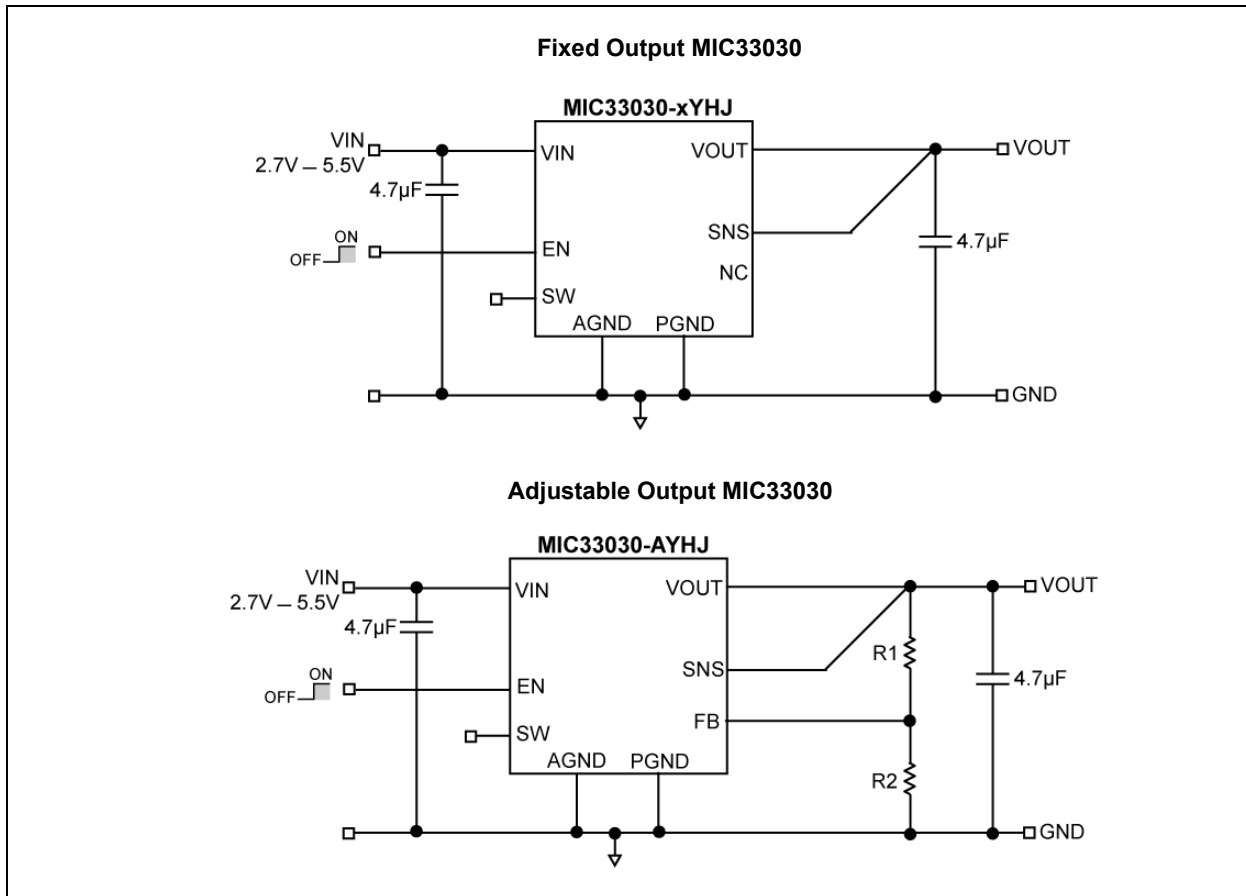 Fixed Output MIC33030
MIC33030-xYHJ
VIN
2.7V – 5.5V
4.7µF
VIN
VOUT
VOUT
SNS
4.7µF
ON
OFF
EN
NC
SW
AGND PGND
GND
Adjustable Output MIC33030
MIC33030-AYHJ
VIN
2.7V – 5.5V
4.7µF
VIN
VOUT
VOUT
R1
SNS
4.7µF
ON
OFF
EN
FB
SW
AGND PGND
R2
GND